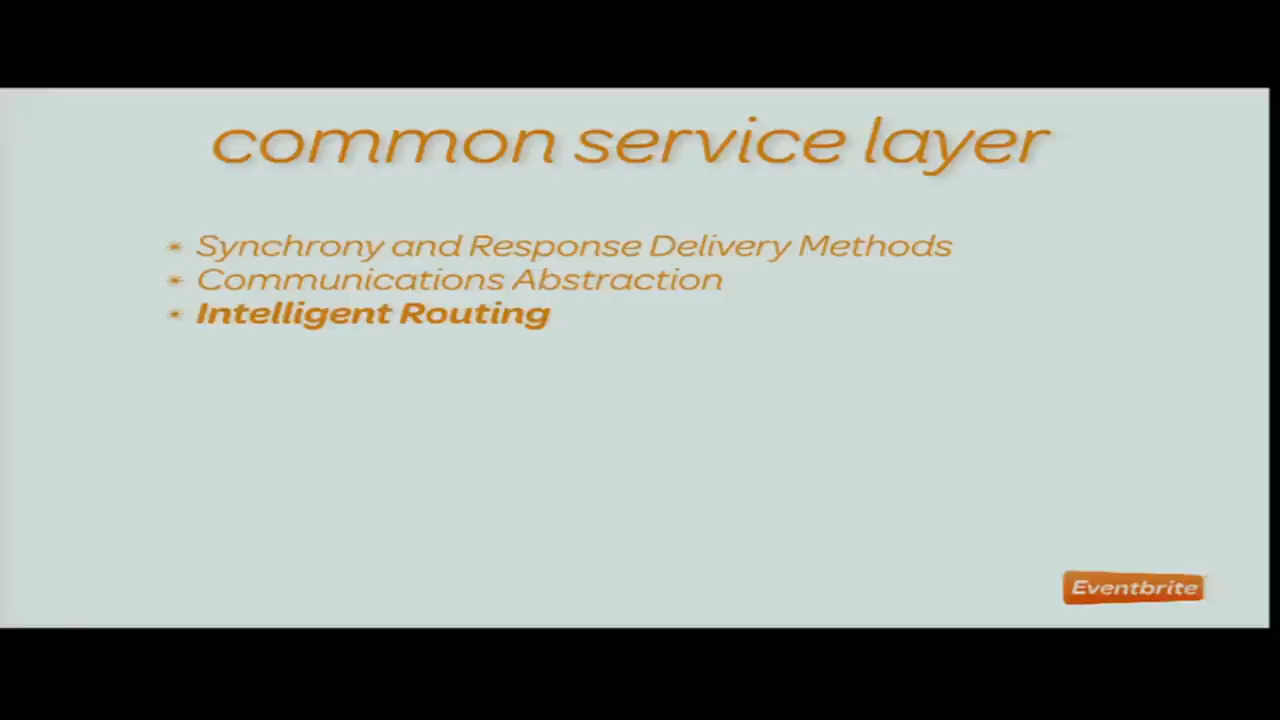 common service layer
* Synchrony and Response Delivery Methods
* Communications Abstraction
* Intelligent Routing
Eventbrite